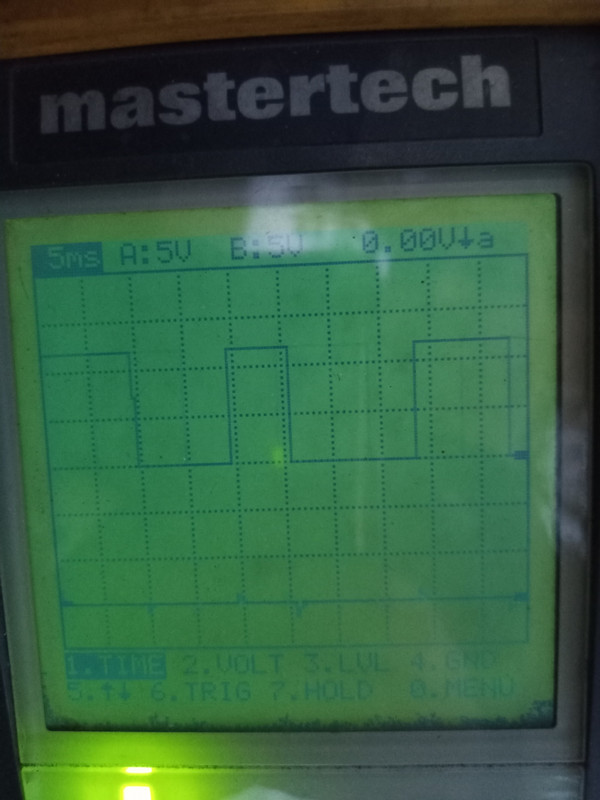 mastertech
5ms A:5V B:5V 0.00V↓a
1.TIME 2.VOLT 3.LVL 4.GND
5.↑↓ 6.TRIG 7.HOLD 0.MENU